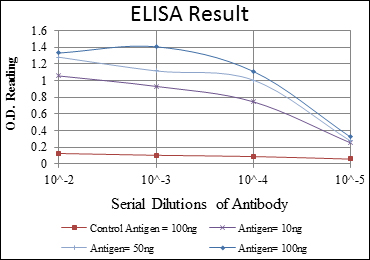 ELISA Result
1.6
1.4
1.2
1
0.8
0.6
0.4
0.2
0
O.D. Reading
10^-2 10^-3 10^-4 10^-5
Serial Dilutions of Antibody
Control Antigen = 100ng Antigen= 10ng
Antigen= 50ng Antigen= 100ng